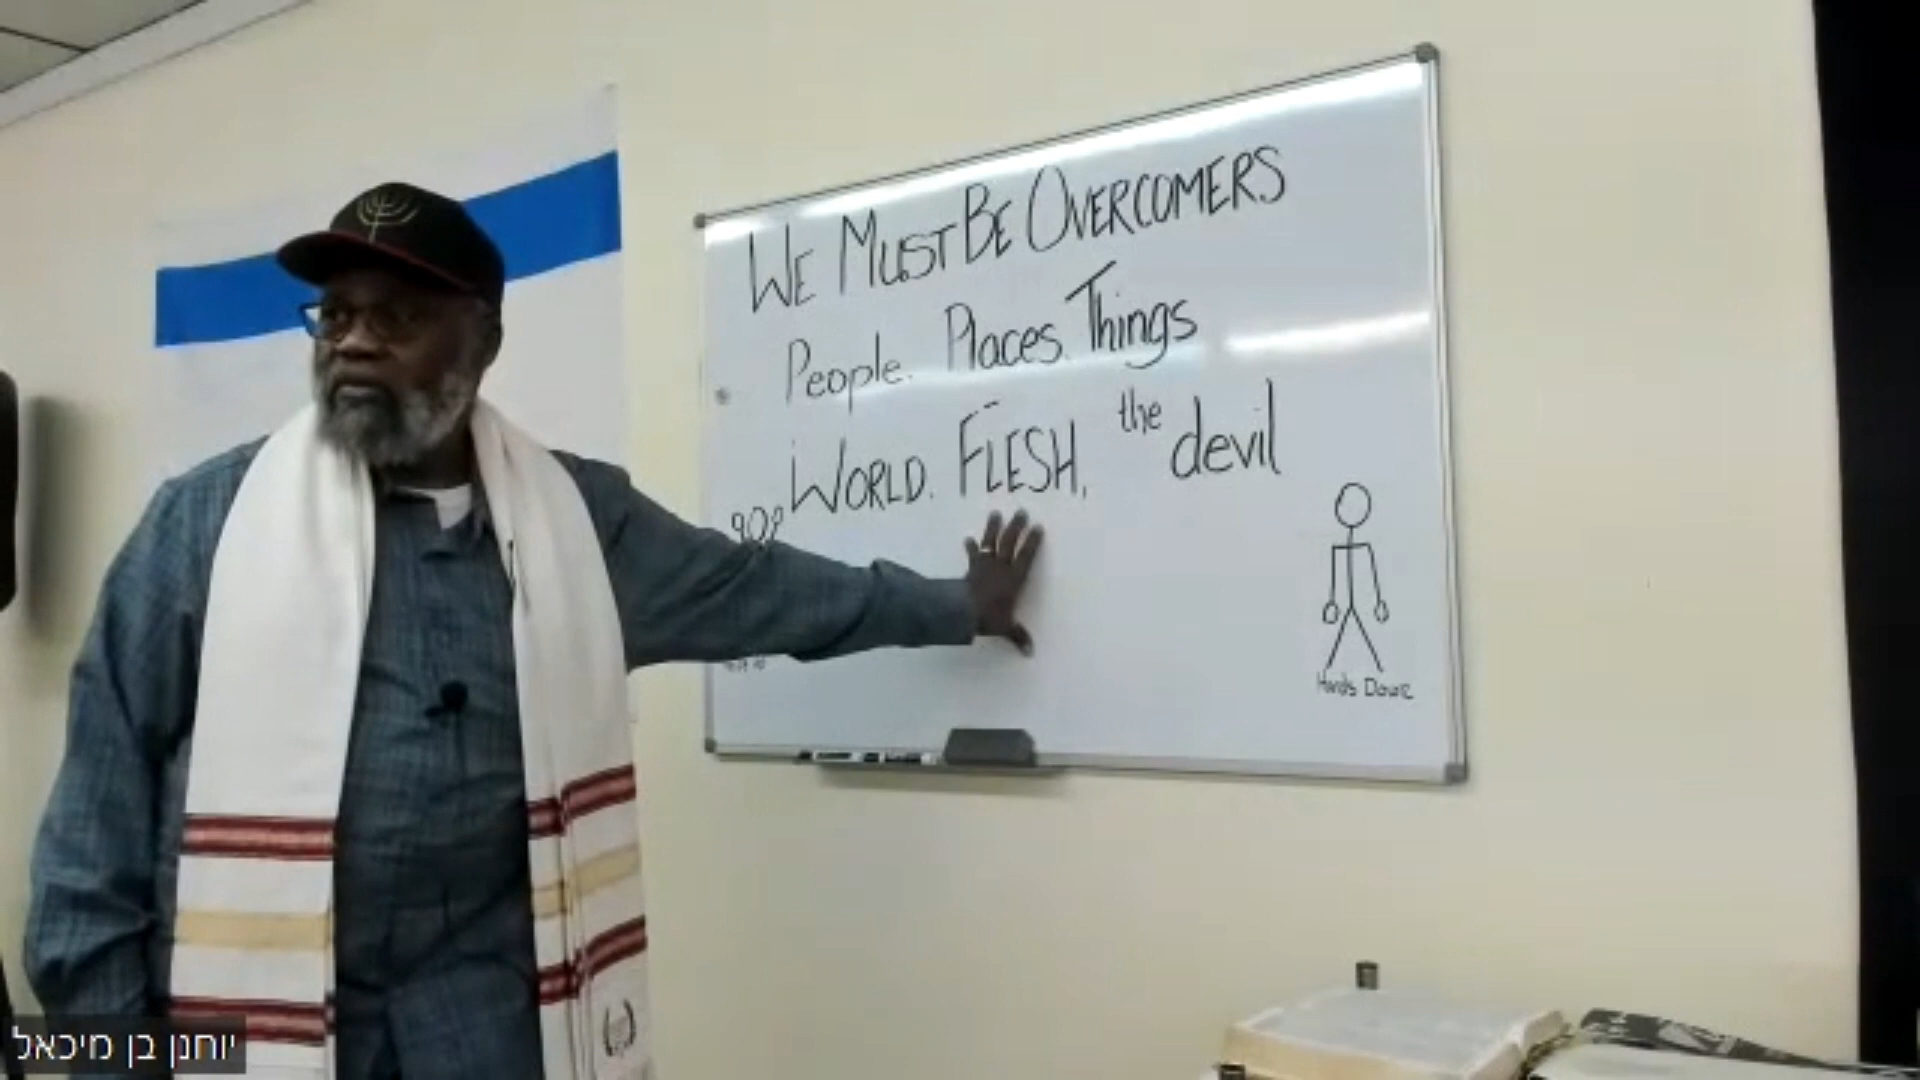 WE MUST BE OVERCOMERS
People. Places. Things
WORLD. FLESH, the devil
Hands Down
יוחנן בן מיכאל